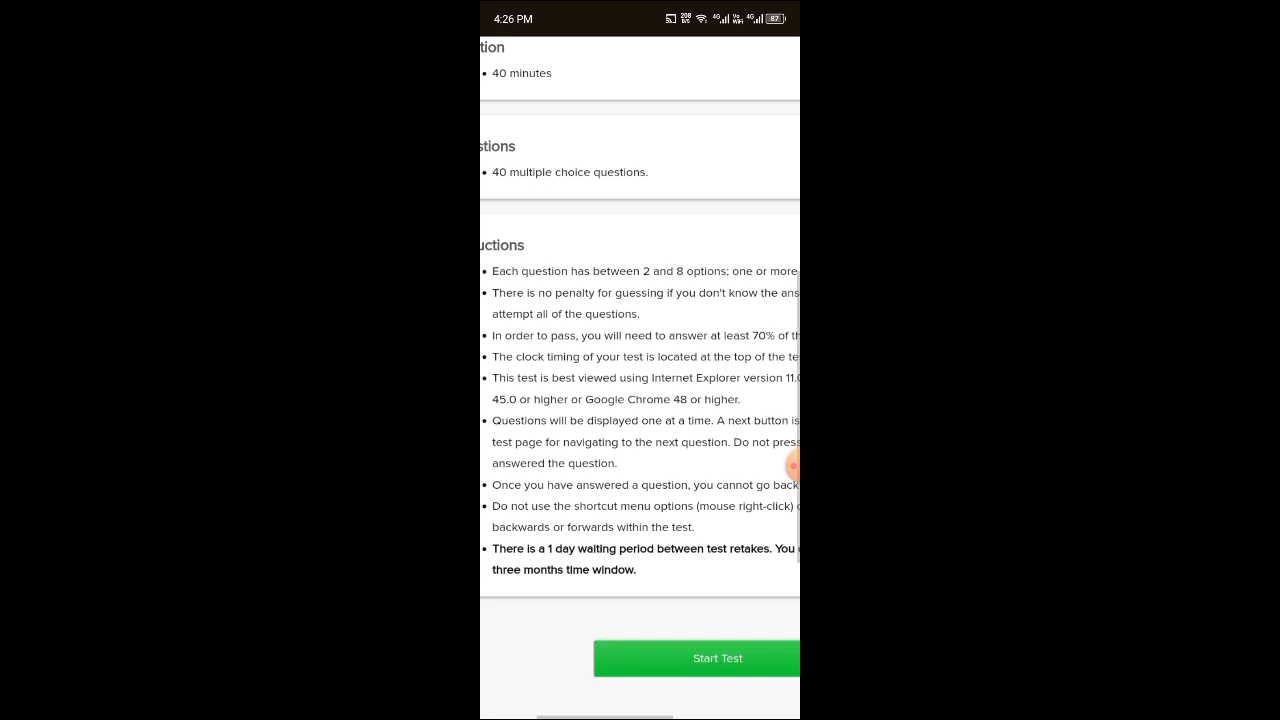 4:26 PM
208 B/S 4G Vo WiFi 4G 87
tion
• 40 minutes
stions
• 40 multiple choice questions.
uctions
• Each question has between 2 and 8 options; one or more
• There is no penalty for guessing if you don't know the ans
attempt all of the questions.
• In order to pass, you will need to answer at least 70% of th
• The clock timing of your test is located at the top of the te
• This test is best viewed using Internet Explorer version 11.0
45.0 or higher or Google Chrome 48 or higher.
• Questions will be displayed one at a time. A next button is
test page for navigating to the next question. Do not press
answered the question.
• Once you have answered a question, you cannot go back
• Do not use the shortcut menu options (mouse right-click)
backwards or forwards within the test.
• There is a 1 day waiting period between test retakes. You
three months time window.
Start Test